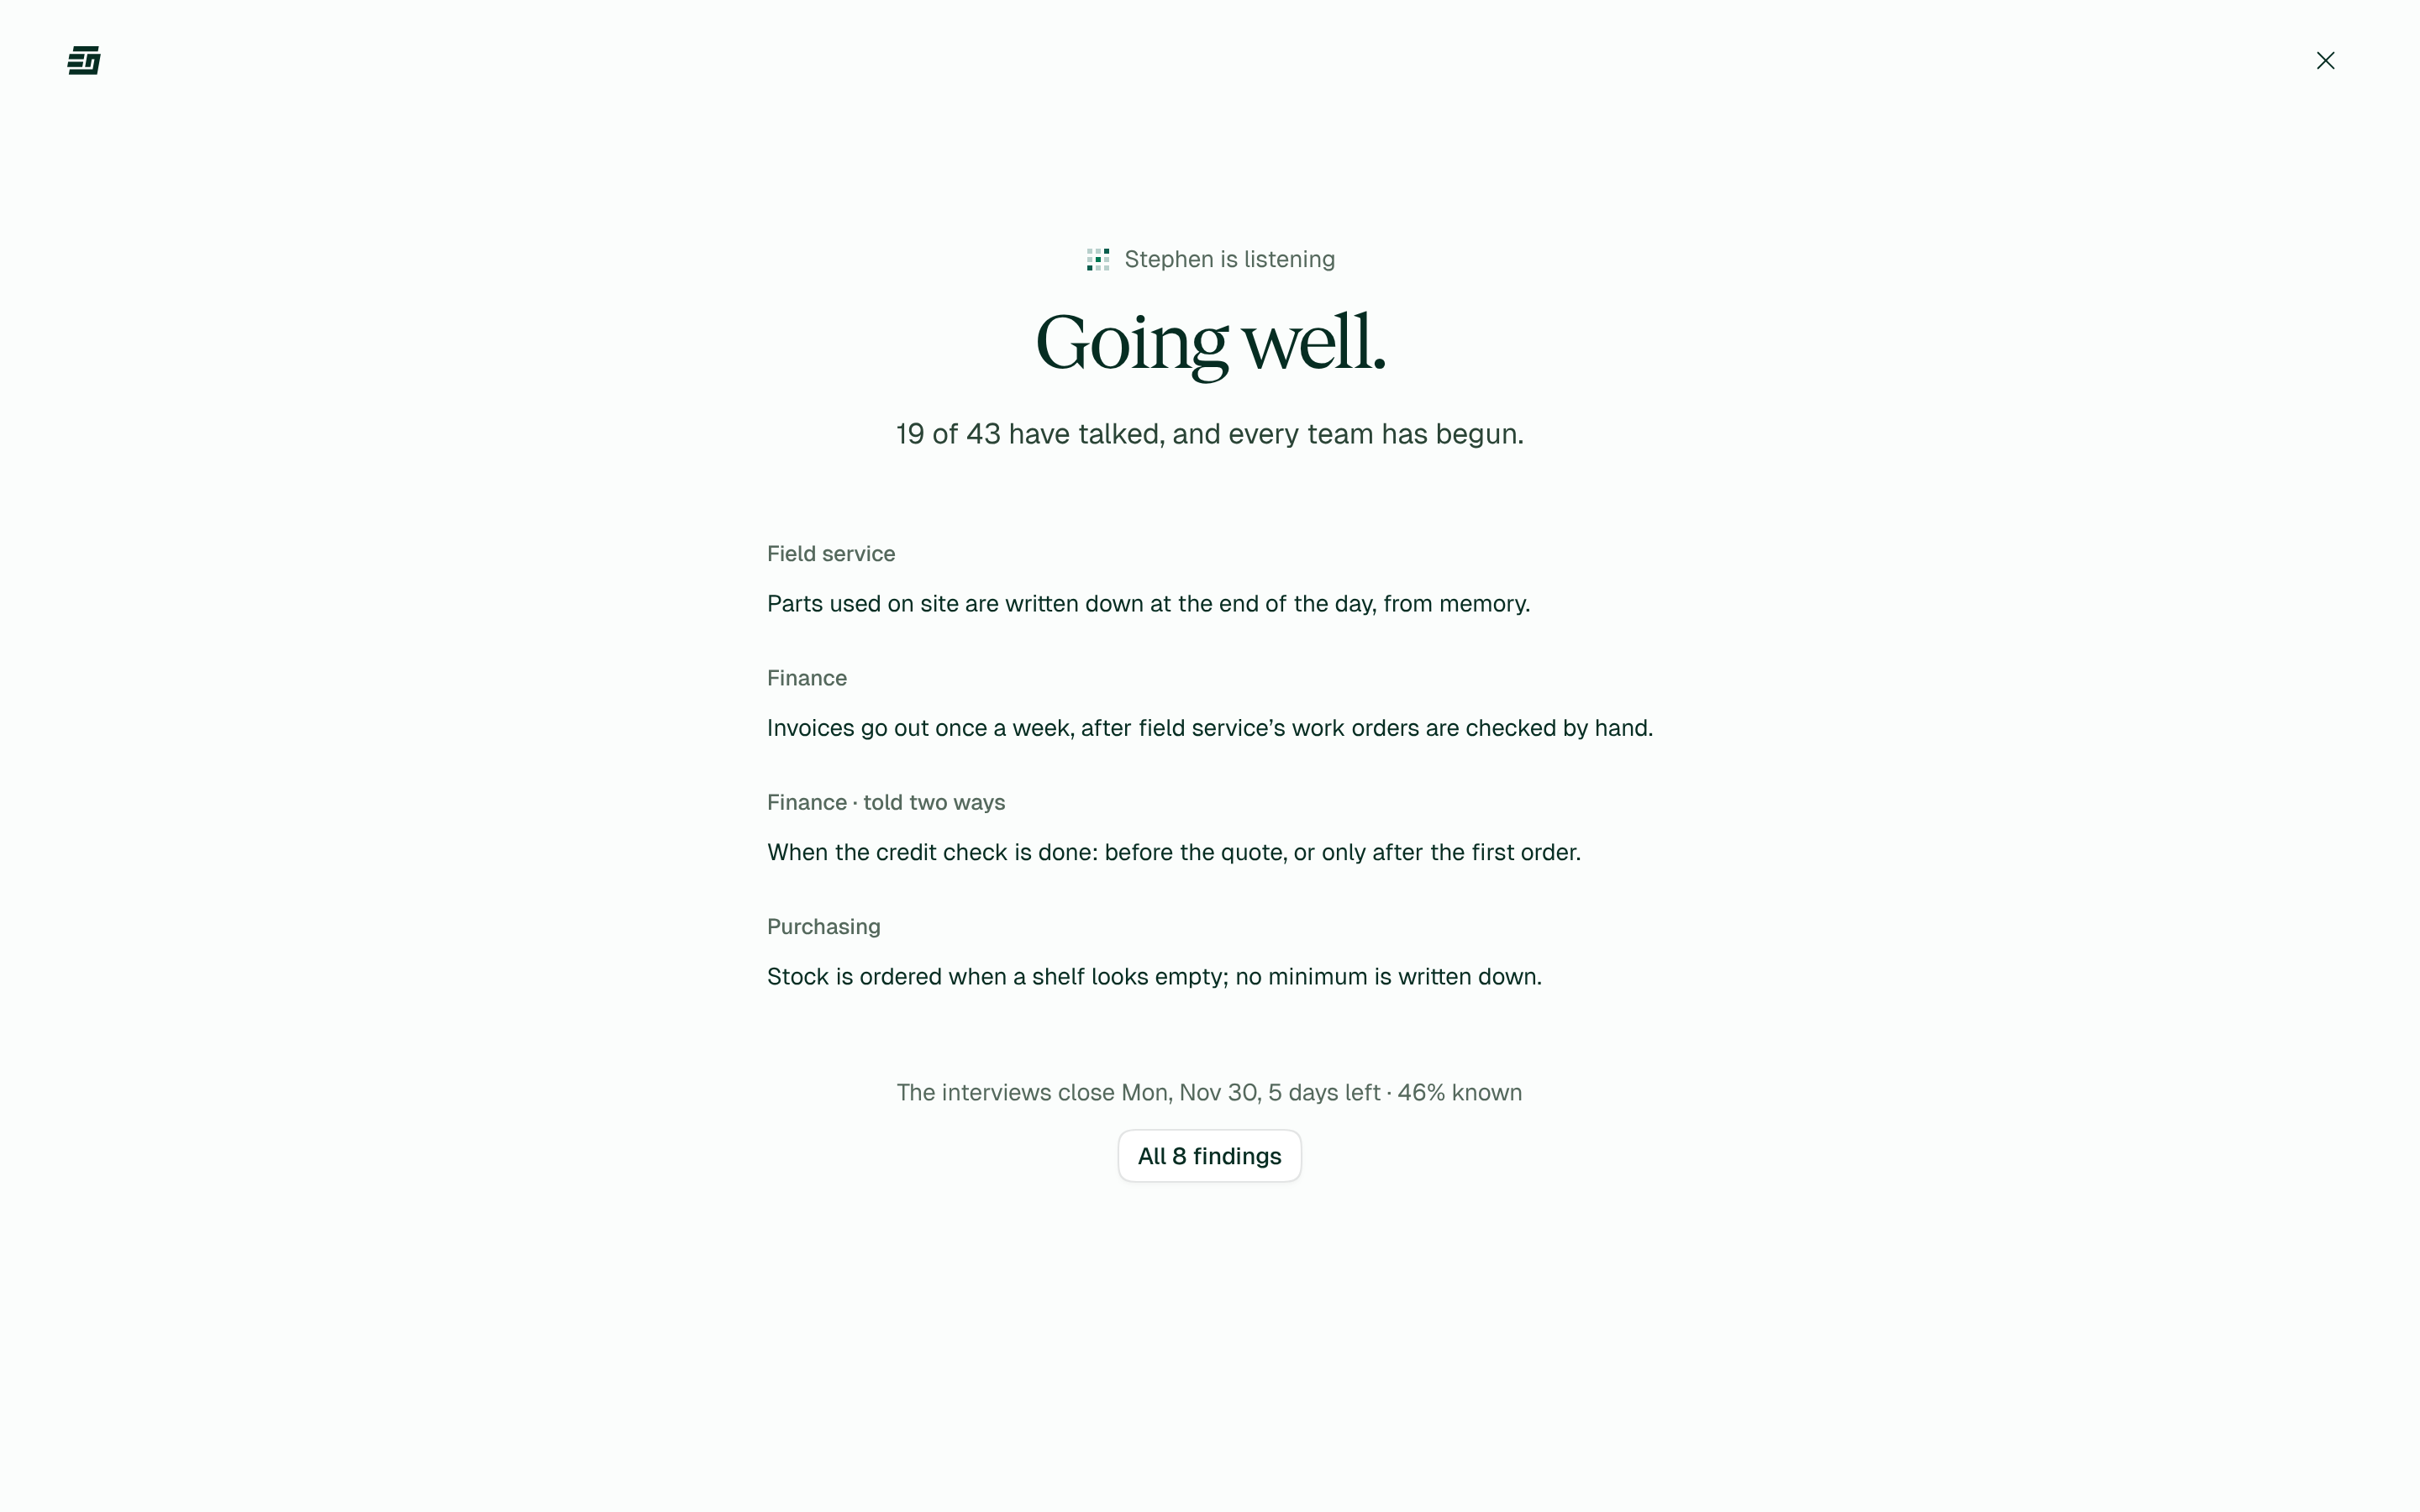 Stephen is listening
Going well.
19 of 43 have talked, and every team has begun.
Field service
Parts used on site are written down at the end of the day, from memory.
Finance
Invoices go out once a week, after field service’s work orders are checked by hand.
Finance · told two ways
When the credit check is done: before the quote, or only after the first order.
Purchasing
Stock is ordered when a shelf looks empty; no minimum is written down.
The interviews close Mon, Nov 30, 5 days left · 46% known
All 8 findings